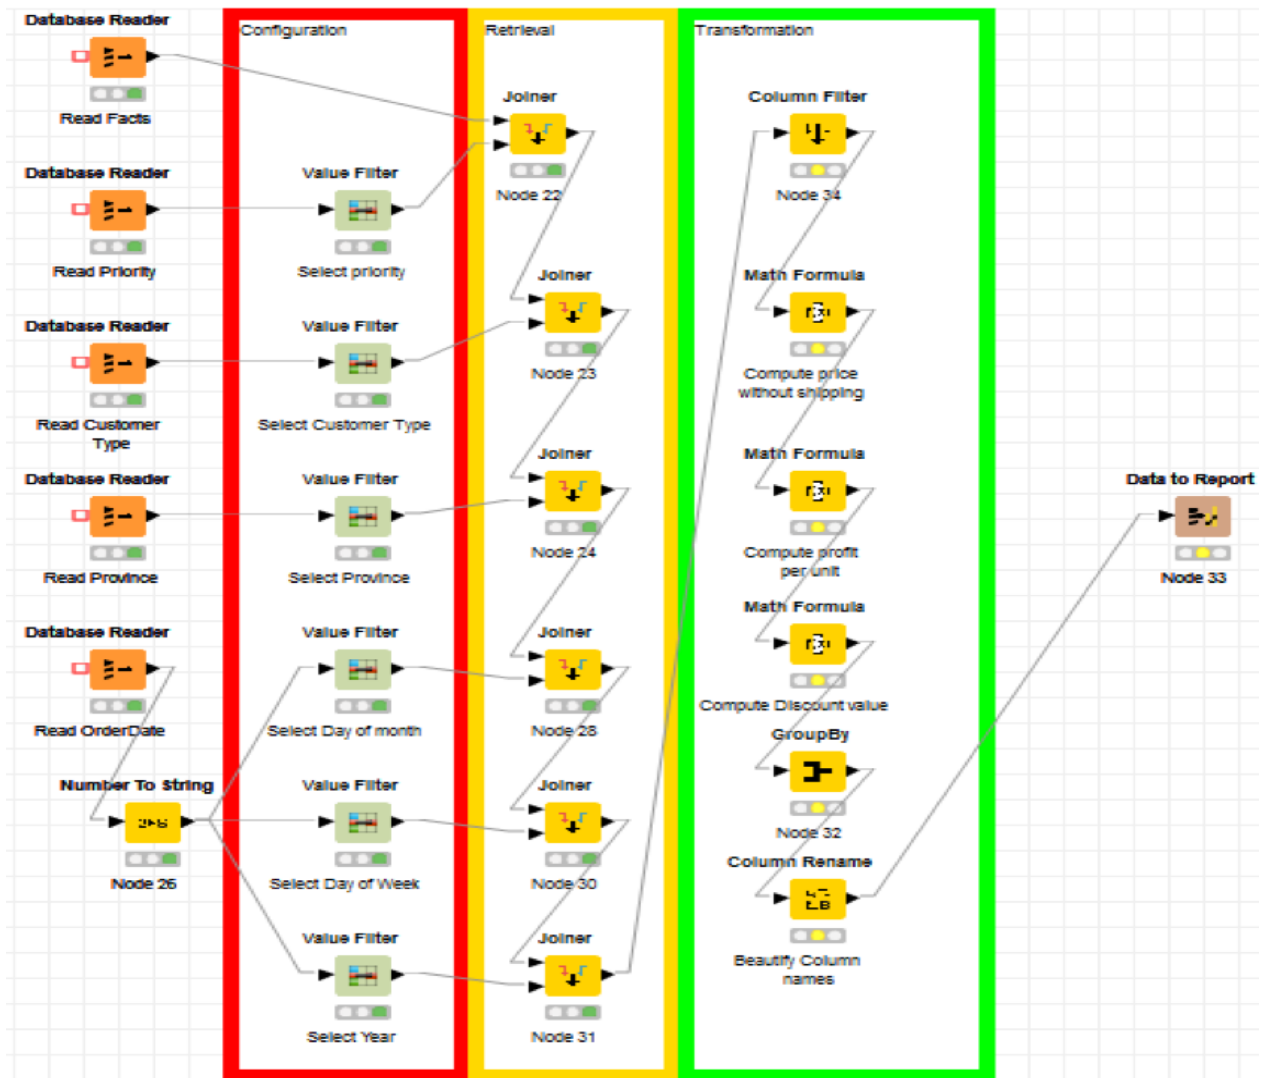 Database Reader
Read Facts
Database Reader
Read Priority
Database Reader
Read Customer
Type
Database Reader
Read Province
Database Reader
Read OrderDate
Number To String
Node 26
Configuration
Value Filter
Select priority
Value Filter
Select Customer Type
Value Filter
Select Province
Value Filter
Select Day of month
Value Filter
Select Day of Week
Value Filter
Select Year
Retrieval
Joiner
Node 22
Joiner
Node 23
Joiner
Node 24
Joiner
Node 28
Joiner
Node 30
Joiner
Node 31
Transformation
Column Filter
Node 34
Math Formula
Compute price
without shipping
Math Formula
Compute profit
per unit
Math Formula
Compute Discount value
GroupBy
Node 32
Column Rename
Beautify Column
names
Data to Report
Node 33